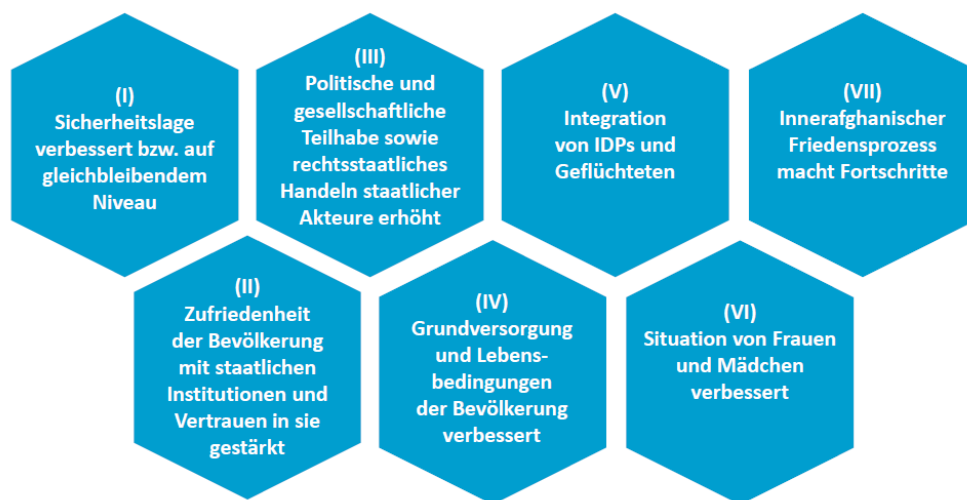 (I)
Sicherheitslage
verbessert bzw. auf
gleichbleibendem
Niveau
(II)
Zufriedenheit
der Bevölkerung
mit staatlichen
Institutionen und
Vertrauen in sie
gestärkt
(III)
Politische und
gesellschaftliche
Teilhabe sowie
rechtsstaatliches
Handeln staatlicher
Akteure erhöht
(IV)
Grundversorgung
und Lebens-
bedingungen
der Bevölkerung
verbessert
(V)
Integration
von IDPs und
Geflüchteten
(VI)
Situation von Frauen
und Mädchen
verbessert
(VII)
Innerafghanischer
Friedensprozess
macht Fortschritte